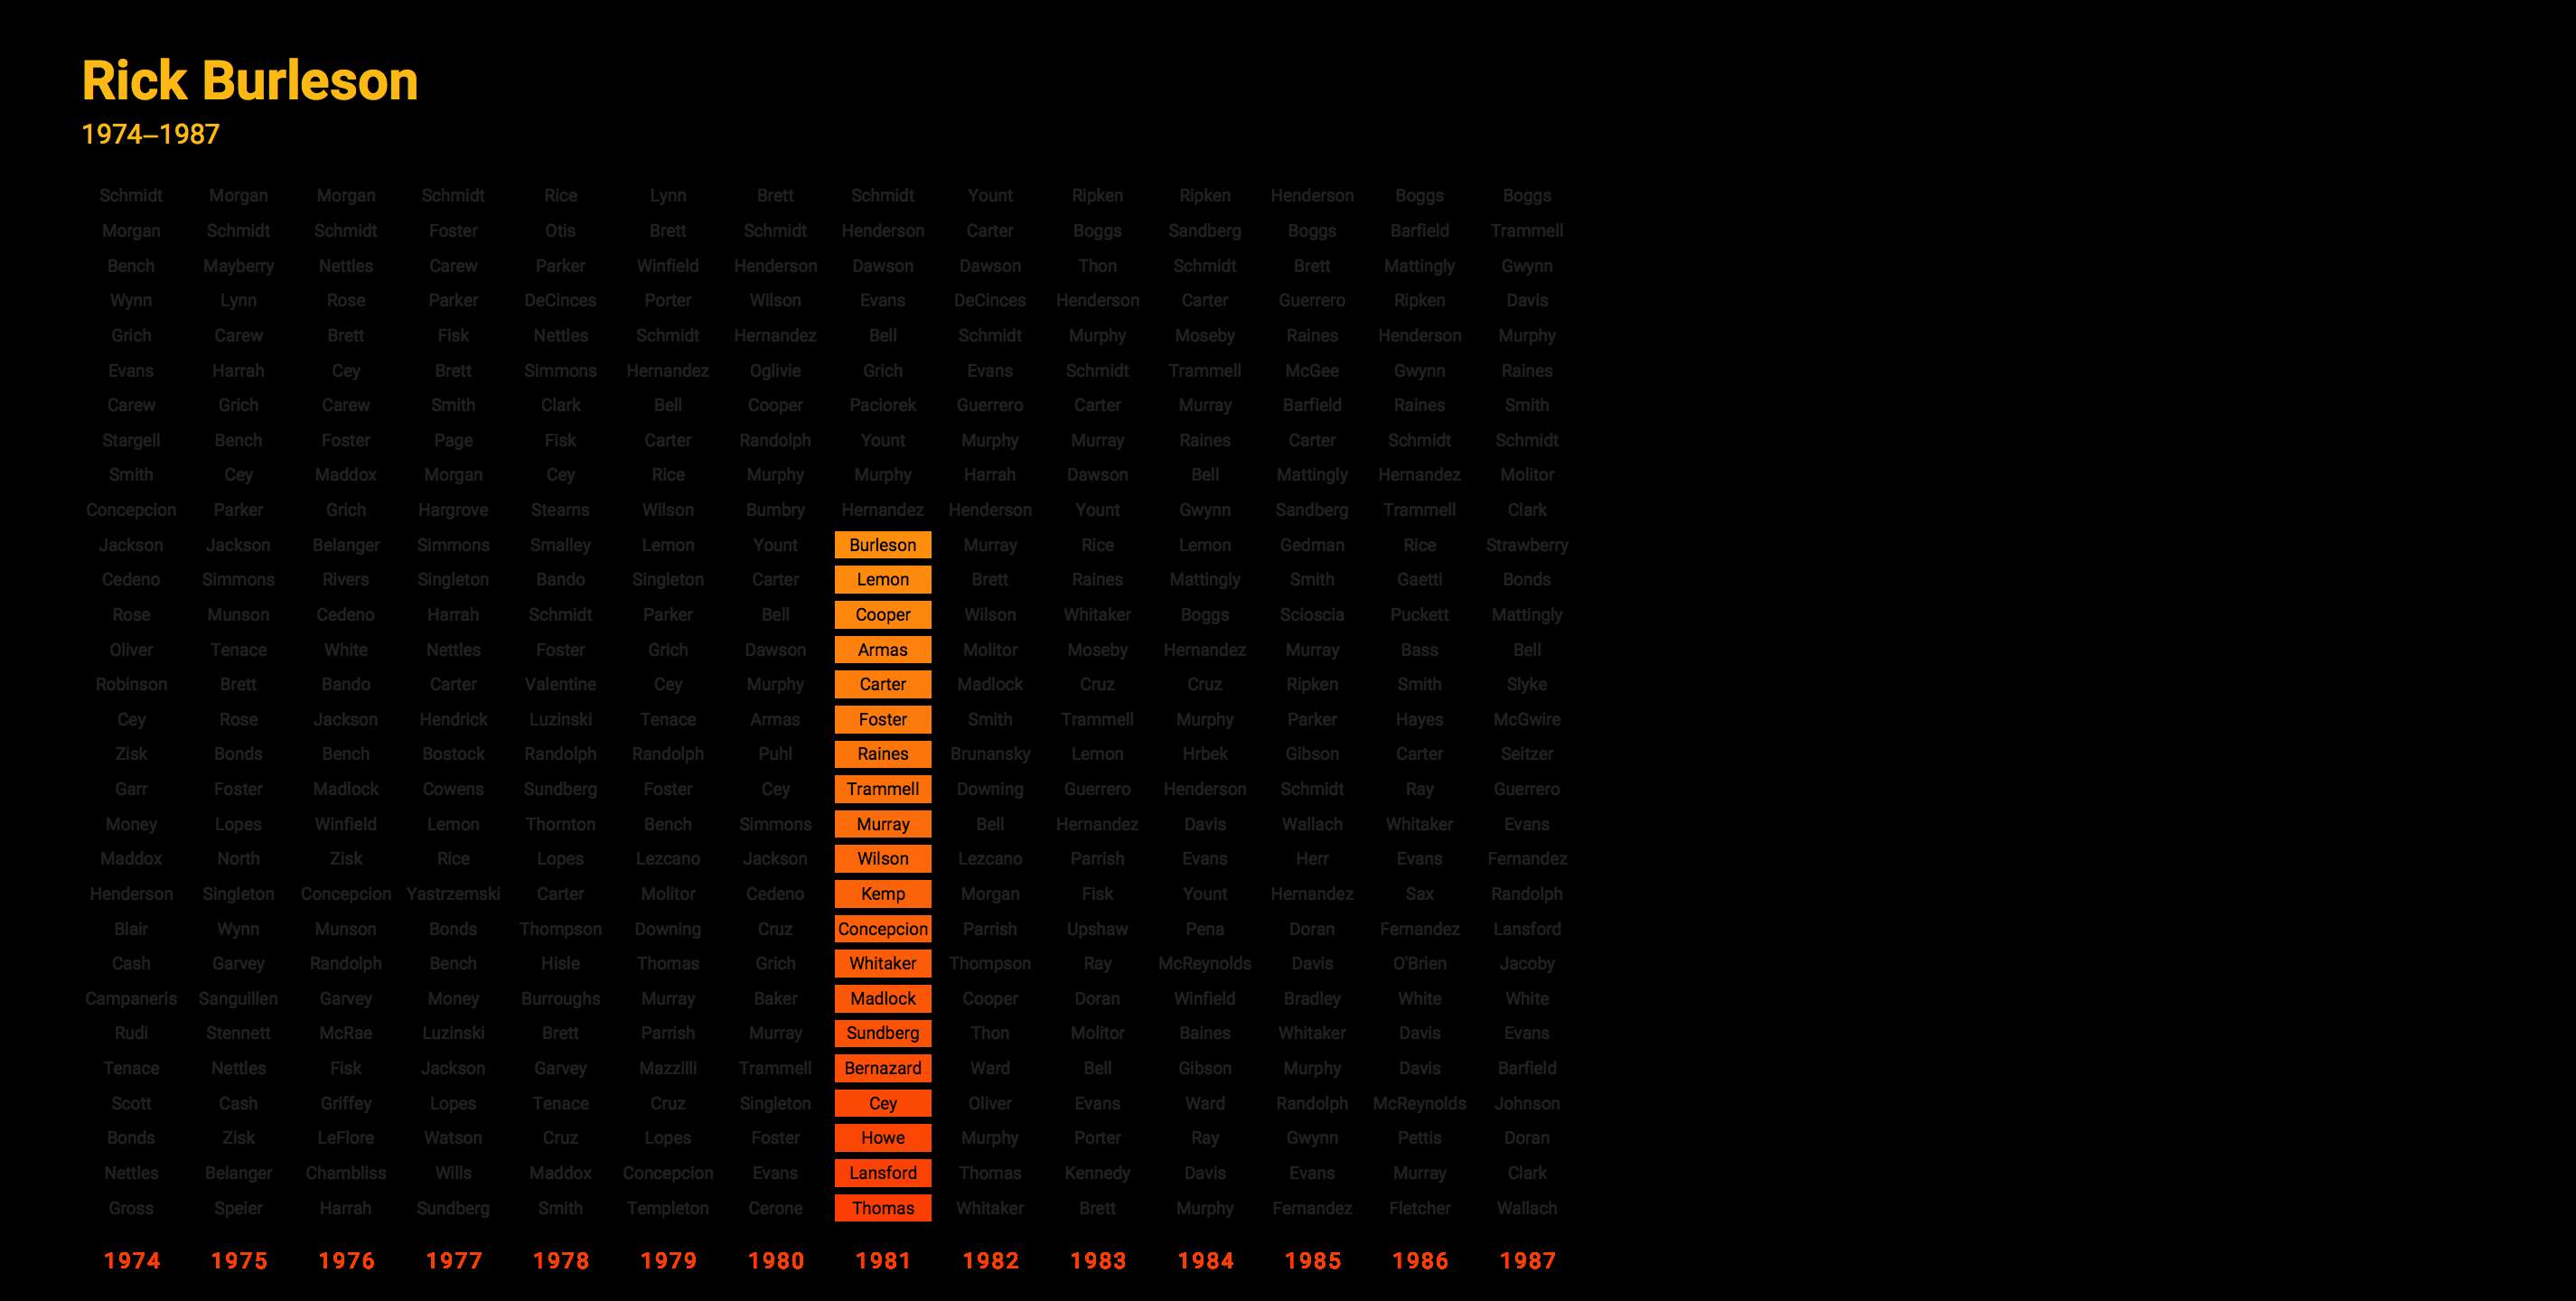 Rick Burleson
1974–1987
Schmidt Morgan Morgan Schmidt Rice Lynn Brett Schmidt Yount Ripken Ripken Henderson Boggs Boggs
Morgan Schmidt Schmidt Foster Otis Brett Schmidt Henderson Carter Boggs Sandberg Boggs Barfield Trammell
Bench Mayberry Nettles Carew Parker Winfield Henderson Dawson Dawson Thon Schmidt Brett Mattingly Gwynn
Wynn Lynn Rose Parker DeCinces Porter Wilson Evans DeCinces Henderson Carter Guerrero Ripken Davis
Grich Carew Brett Fisk Nettles Schmidt Hernandez Bell Schmidt Murphy Moseby Raines Henderson Murphy
Evans Harrah Cey Brett Simmons Hernandez Oglivie Grich Evans Schmidt Trammell McGee Gwynn Raines
Carew Grich Carew Smith Clark Bell Cooper Paciorek Guerrero Carter Murray Barfield Raines Smith
Stargell Bench Foster Page Fisk Carter Randolph Yount Murphy Murray Raines Carter Schmidt Schmidt
Smith Cey Maddox Morgan Cey Rice Murphy Murphy Harrah Dawson Bell Mattingly Hernandez Molitor
Concepcion Parker Grich Hargrove Stearns Wilson Bumbry Hernandez Henderson Yount Gwynn Sandberg Trammell Clark
Jackson Jackson Belanger Simmons Smalley Lemon Yount Burleson Murray Rice Lemon Gedman Rice Strawberry
Cedeno Simmons Rivers Singleton Bando Singleton Carter Lemon Brett Raines Mattingly Smith Gaetti Bonds
Rose Munson Cedeno Harrah Schmidt Parker Bell Cooper Wilson Whitaker Boggs Scioscia Puckett Mattingly
Oliver Tenace White Nettles Foster Grich Dawson Armas Molitor Moseby Hernandez Murray Bass Bell
Robinson Brett Bando Carter Valentine Cey Murphy Carter Madlock Cruz Cruz Ripken Smith Slyke
Cey Rose Jackson Hendrick Luzinski Tenace Armas Foster Smith Trammell Murphy Parker Hayes McGwire
Zisk Bonds Bench Bostock Randolph Randolph Puhl Raines Brunansky Lemon Hrbek Gibson Carter Seitzer
Garr Foster Madlock Cowens Sundberg Foster Cey Trammell Downing Guerrero Henderson Schmidt Ray Guerrero
Money Lopes Winfield Lemon Thornton Bench Simmons Murray Bell Hernandez Davis Wallach Whitaker Evans
Maddox North Zisk Rice Lopes Lezcano Jackson Wilson Lezcano Parrish Evans Herr Evans Fernandez
Henderson Singleton Concepcion Yastrzemski Carter Molitor Cedeno Kemp Morgan Fisk Yount Hernandez Sax Randolph
Blair Wynn Munson Bonds Thompson Downing Cruz Concepcion Parrish Upshaw Pena Doran Fernandez Lansford
Cash Garvey Randolph Bench Hisle Thomas Grich Whitaker Thompson Ray McReynolds Davis O'Brien Jacoby
Campaneris Sanguillen Garvey Money Burroughs Murray Baker Madlock Cooper Doran Winfield Bradley White White
Rudi Stennett McRae Luzinski Brett Parrish Murray Sundberg Thon Molitor Baines Whitaker Davis Evans
Tenace Nettles Fisk Jackson Garvey Mazzilli Trammell Bernazard Ward Bell Gibson Murphy Davis Barfield
Scott Cash Griffey Lopes Tenace Cruz Singleton Cey Oliver Evans Ward Randolph McReynolds Johnson
Bonds Zisk LeFlore Watson Cruz Lopes Foster Howe Murphy Porter Ray Gwynn Pettis Doran
Nettles Belanger Chambliss Wills Maddox Concepcion Evans Lansford Thomas Kennedy Davis Evans Murray Clark
Gross Speier Harrah Sundberg Smith Templeton Cerone Thomas Whitaker Brett Murphy Fernandez Fletcher Wallach
1974 1975 1976 1977 1978 1979 1980 1981 1982 1983 1984 1985 1986 1987